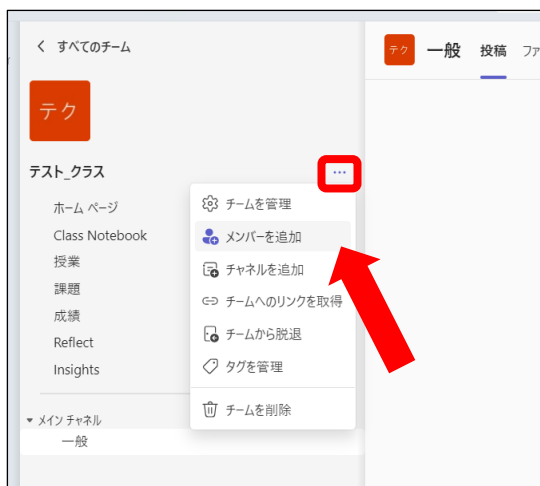 すべてのチーム
テク
テスト_クラス
…
ホーム ページ
Class Notebook
授業
課題
成績
Reflect
Insights
メイン チャネル
一般
チームを管理
メンバーを追加
チャネルを追加
チームへのリンクを取得
チームから脱退
タグを管理
チームを削除
テク 一般 投稿 ファ